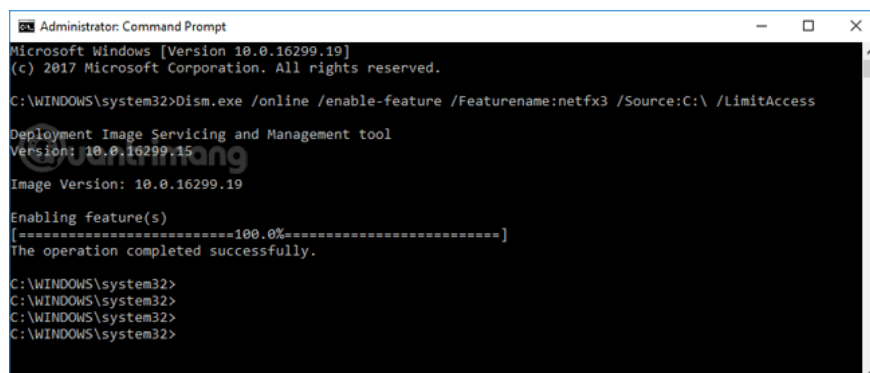 Administrator: Command Prompt
Microsoft Windows [Version 10.0.16299.19]
(c) 2017 Microsoft Corporation. All rights reserved.
C:\WINDOWS\system32>Dism.exe /online /enable-feature /Featurename:netfx3 /Source:C:\ /LimitAccess
Deployment Image Servicing and Management tool
Version: 10.0.16299.15
Quantrimang
Image Version: 10.0.16299.19
Enabling feature(s)
[==========================100.0%==========================]
The operation completed successfully.
C:\WINDOWS\system32>
C:\WINDOWS\system32>
C:\WINDOWS\system32>
C:\WINDOWS\system32>